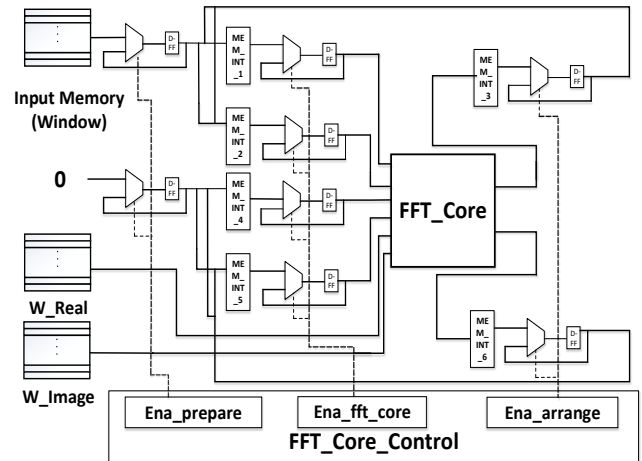 Input Memory
(Window)
0
W_Real
W_Image
D-
FF
D-
FF
ME
M_
INT
_1
D-
FF
ME
M_
INT
_2
D-
FF
ME
M_
INT
_4
D-
FF
ME
M_
INT
_5
D-
FF
FFT_Core
ME
M_
INT
_3
D-
FF
ME
M_
INT
_6
D-
FF
Ena_prepare
Ena_fft_core
Ena_arrange
FFT_Core_Control